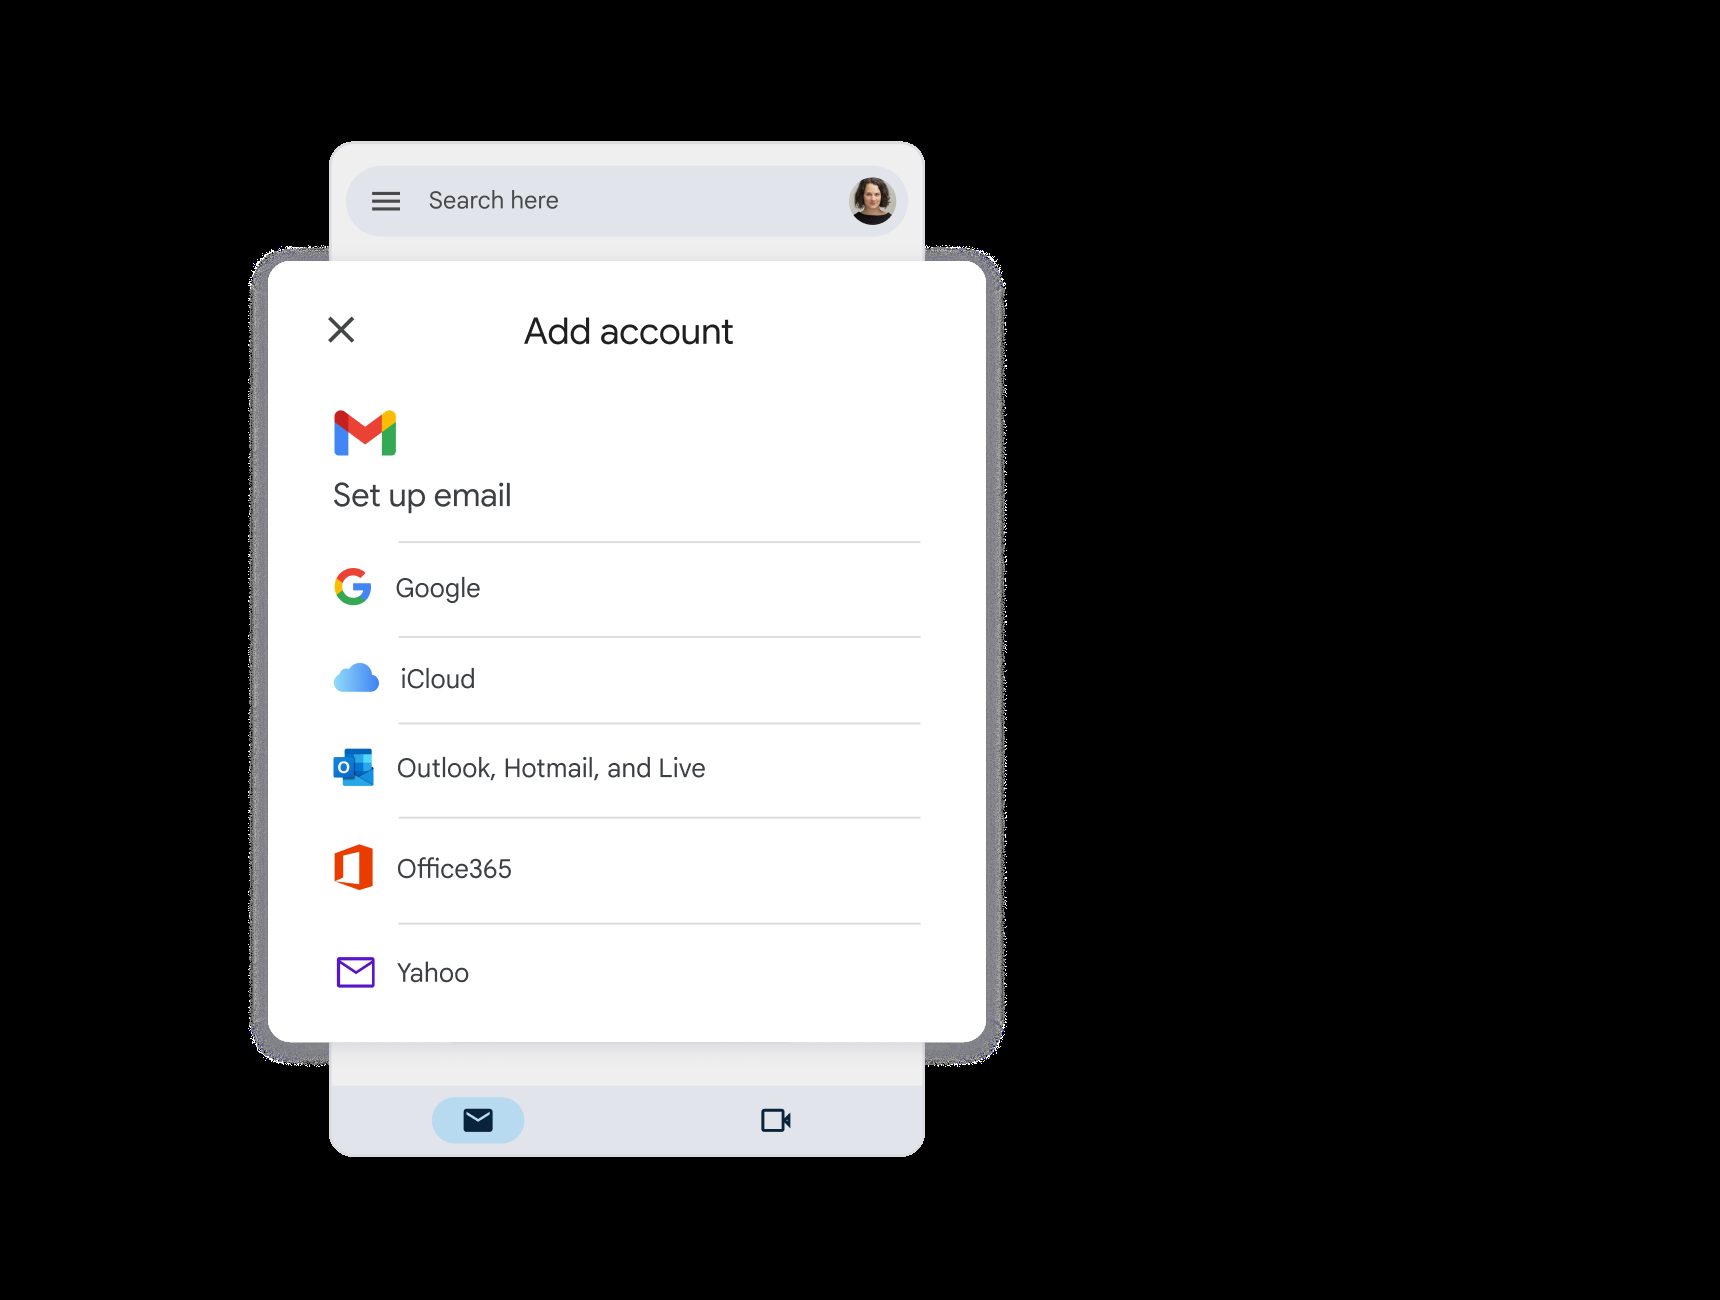 Search here
Add account
Set up email
Google
iCloud
Outlook, Hotmail, and Live
Office365
Yahoo